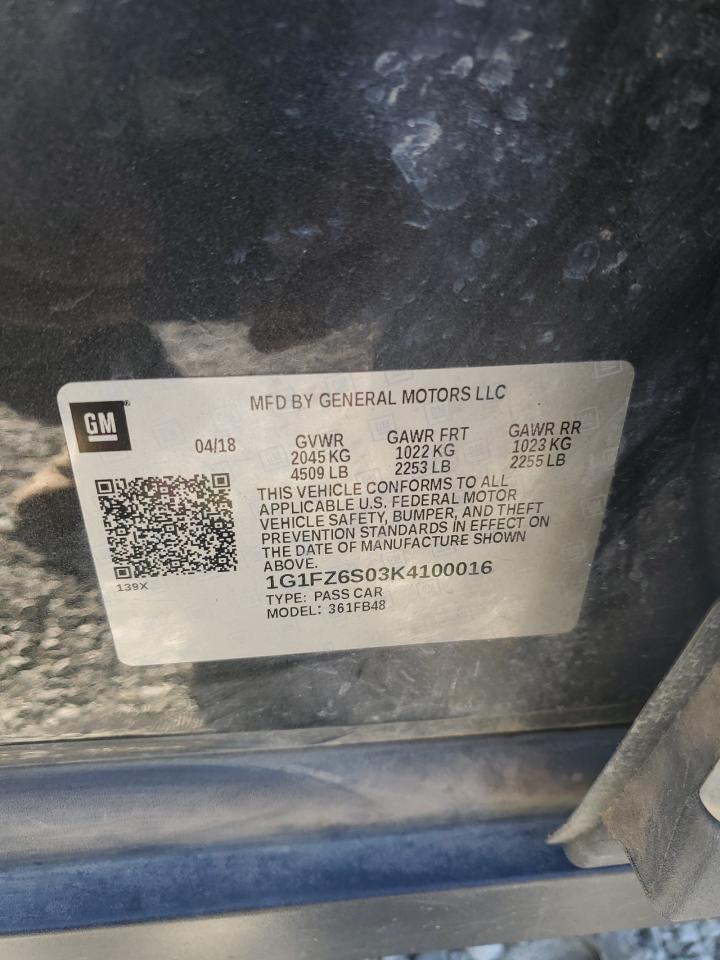 MFD BY GENERAL MOTORS LLC
GM
04/18
GVWR
2045 KG
4509 LB
GAWR FRT
1022 KG
2253 LB
GAWR RR
1023 KG
2255 LB
THIS VEHICLE CONFORMS TO ALL
APPLICABLE U.S. FEDERAL MOTOR
VEHICLE SAFETY, BUMPER, AND THEFT
PREVENTION STANDARDS IN EFFECT ON
THE DATE OF MANUFACTURE SHOWN
ABOVE.
1G1FZ6S03K4100016
TYPE: PASS CAR
MODEL: 361FB48
139X